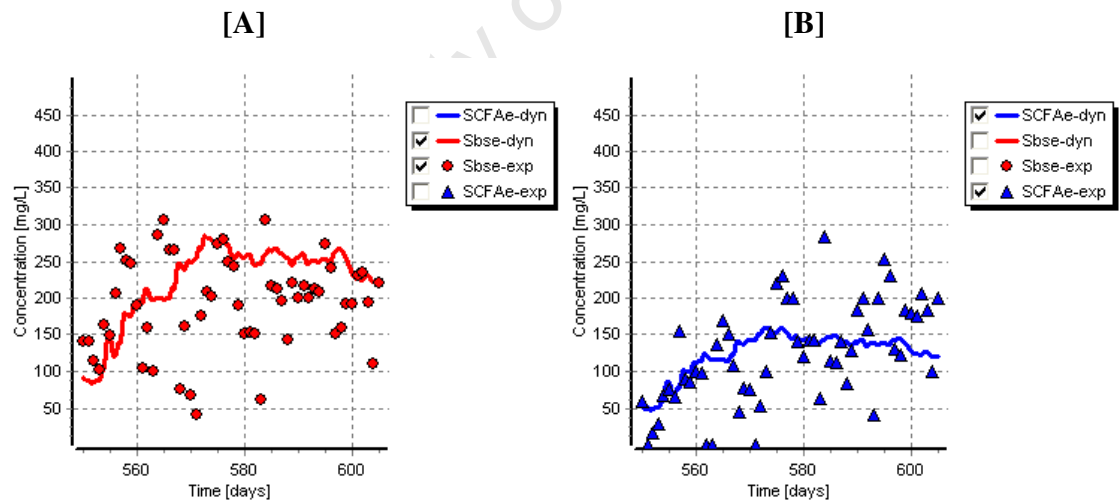 [A]
[B]
y o
450
400
350
300
250
200
150
100
50
Concentration [mg/L]
560
580
600
Time [days]
SCFAe-dyn
Sbse-dyn
Sbse-exp
SCFAe-exp
450
400
350
300
250
200
150
100
50
Concentration [mg/L]
560
580
600
Time [days]
SCFAe-dyn
Sbse-dyn
Sbse-exp
SCFAe-exp